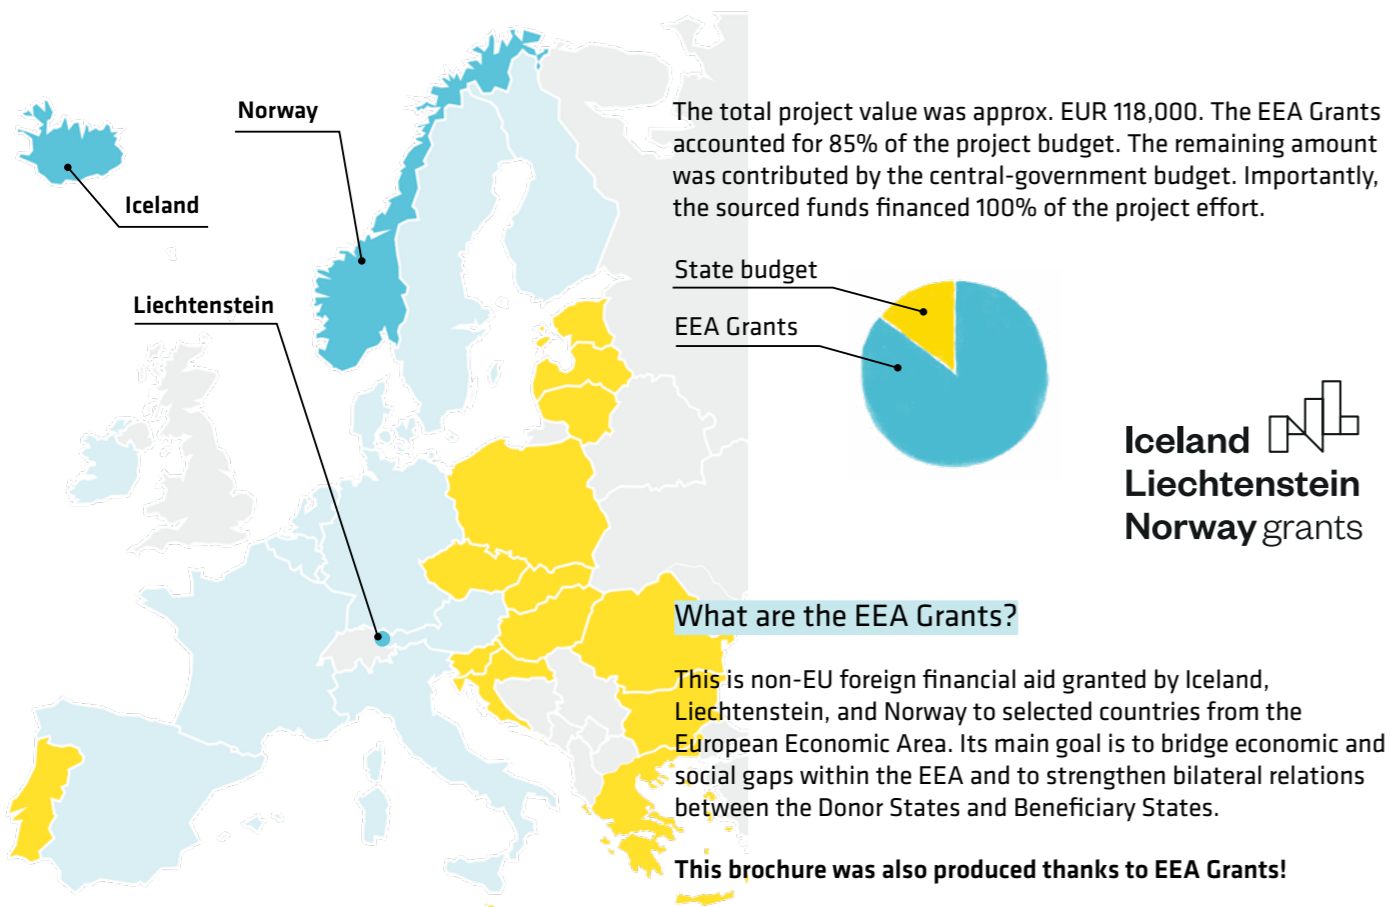 Norway
Iceland
Liechtenstein
The total project value was approx. EUR 118,000. The EEA Grants
accounted for 85% of the project budget. The remaining amount
was contributed by the central-government budget. Importantly,
the sourced funds financed 100% of the project effort.
State budget
EEA Grants
Iceland
Liechtenstein
Norway grants
What are the EEA Grants?
This is non-EU foreign financial aid granted by Iceland,
Liechtenstein, and Norway to selected countries from the
European Economic Area. Its main goal is to bridge economic and
social gaps within the EEA and to strengthen bilateral relations
between the Donor States and Beneficiary States.
This brochure was also produced thanks to EEA Grants!